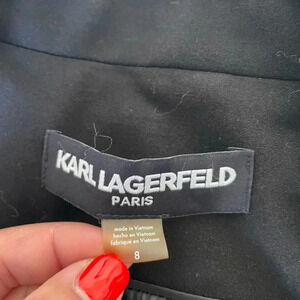 KARL LAGERFELD
PARIS
made in Vietnam
hecho en Vietnam
fabriqué en Vietnam
8